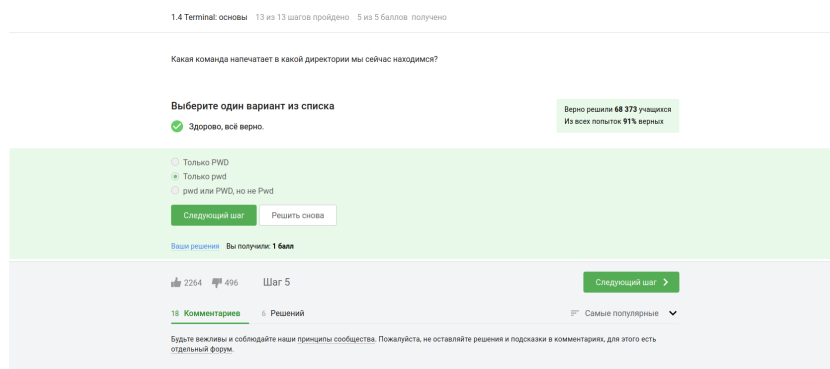 1.4 Terminal: основы 13 из 13 шагов пройдено 5 из 5 баллов получено
Какая команда напечатает в какой директории мы сейчас находимся?
Выберите один вариант из списка
Здорово, всё верно.
Верно решили 68 373 учащихся
Из всех попыток 91% верных
Только PWD
Только pwd
pwd или PWD, но не Pwd
Следующий шаг Решить снова
Ваши решения Вы получили: 1 балл
2264 496 Шаг 5 Следующий шаг
18 Комментариев 6 Решений Самые популярные
Будьте вежливы и соблюдайте наши принципы сообщества. Пожалуйста, не оставляйте решения и подсказки в комментариях, для этого есть
отдельный форум.